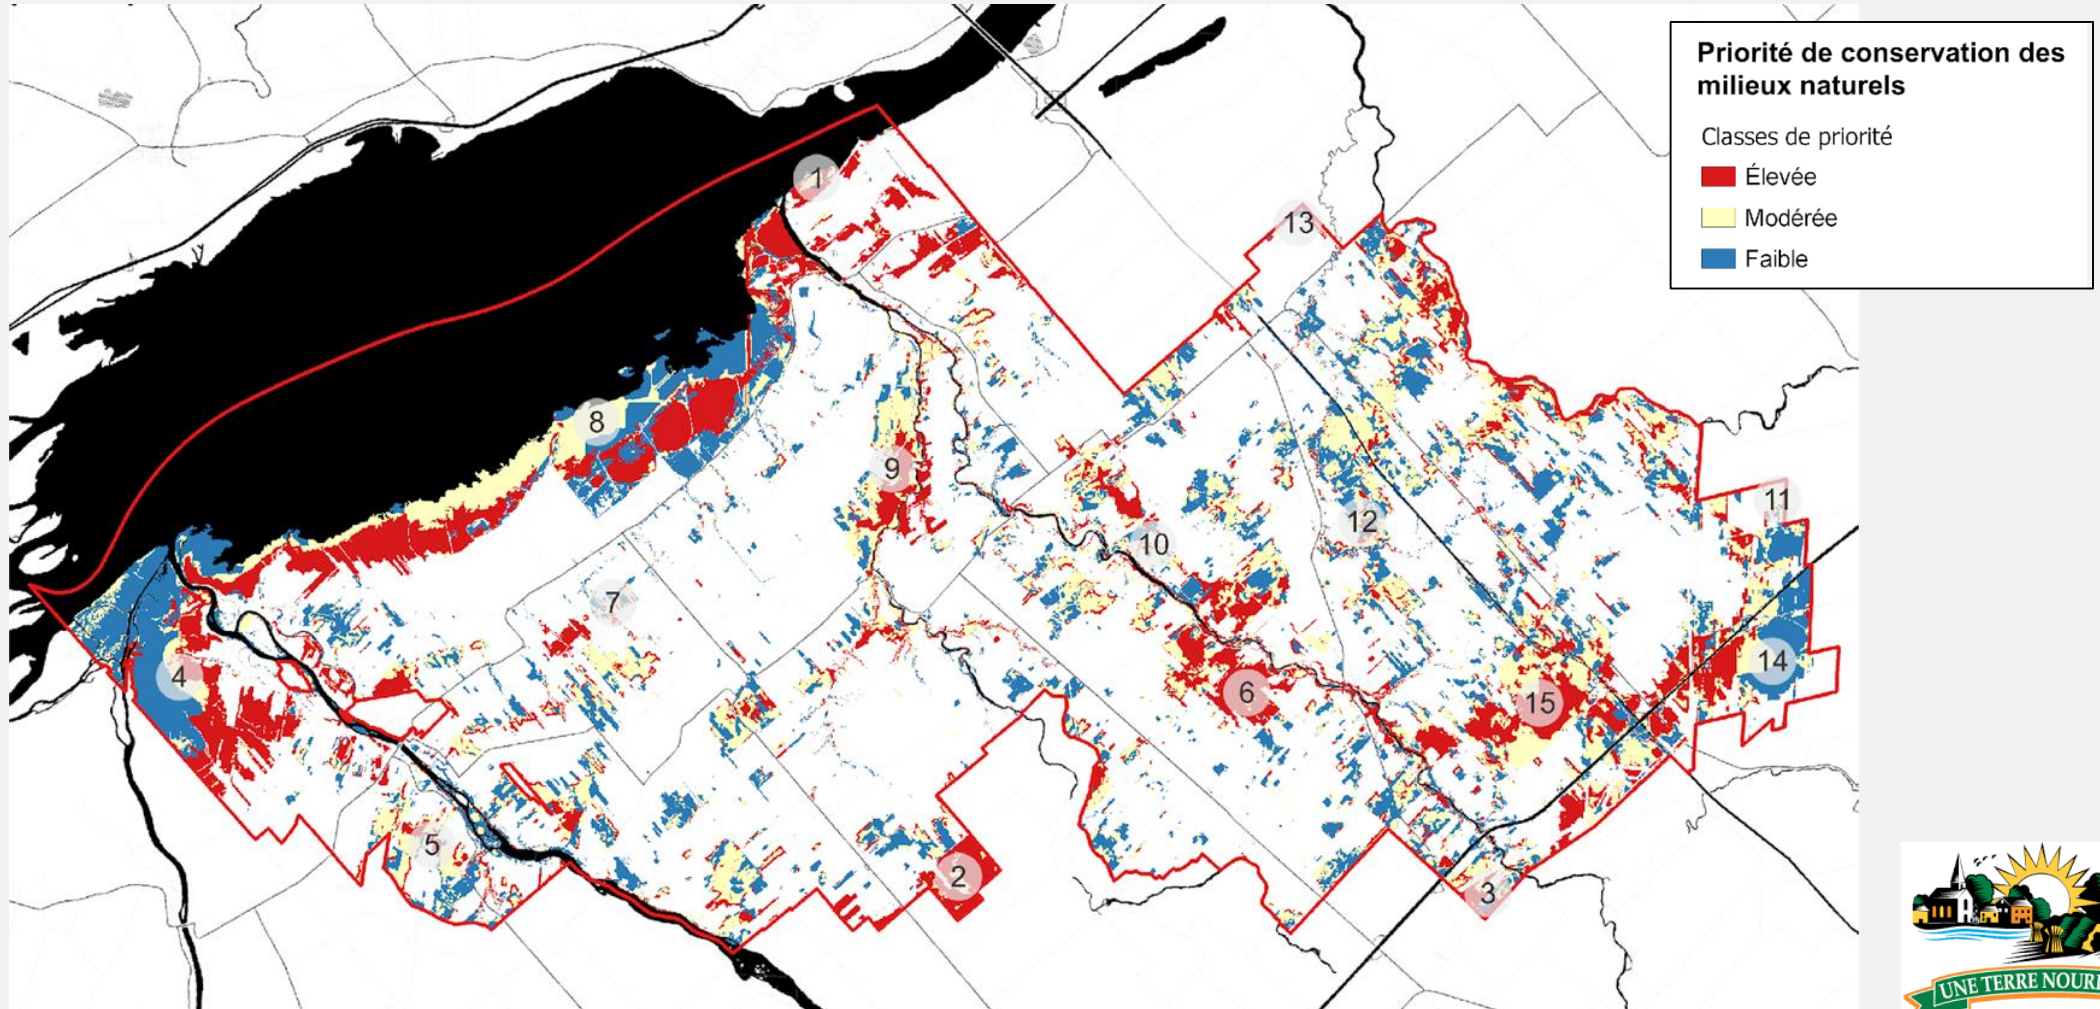 Priorité de conservation des
milieux naturels
Classes de priorité
Élevée
Modérée
Faible
1
13
8
9
11
12
10
7
14
4
6
15
5
2
3
UNE TERRE